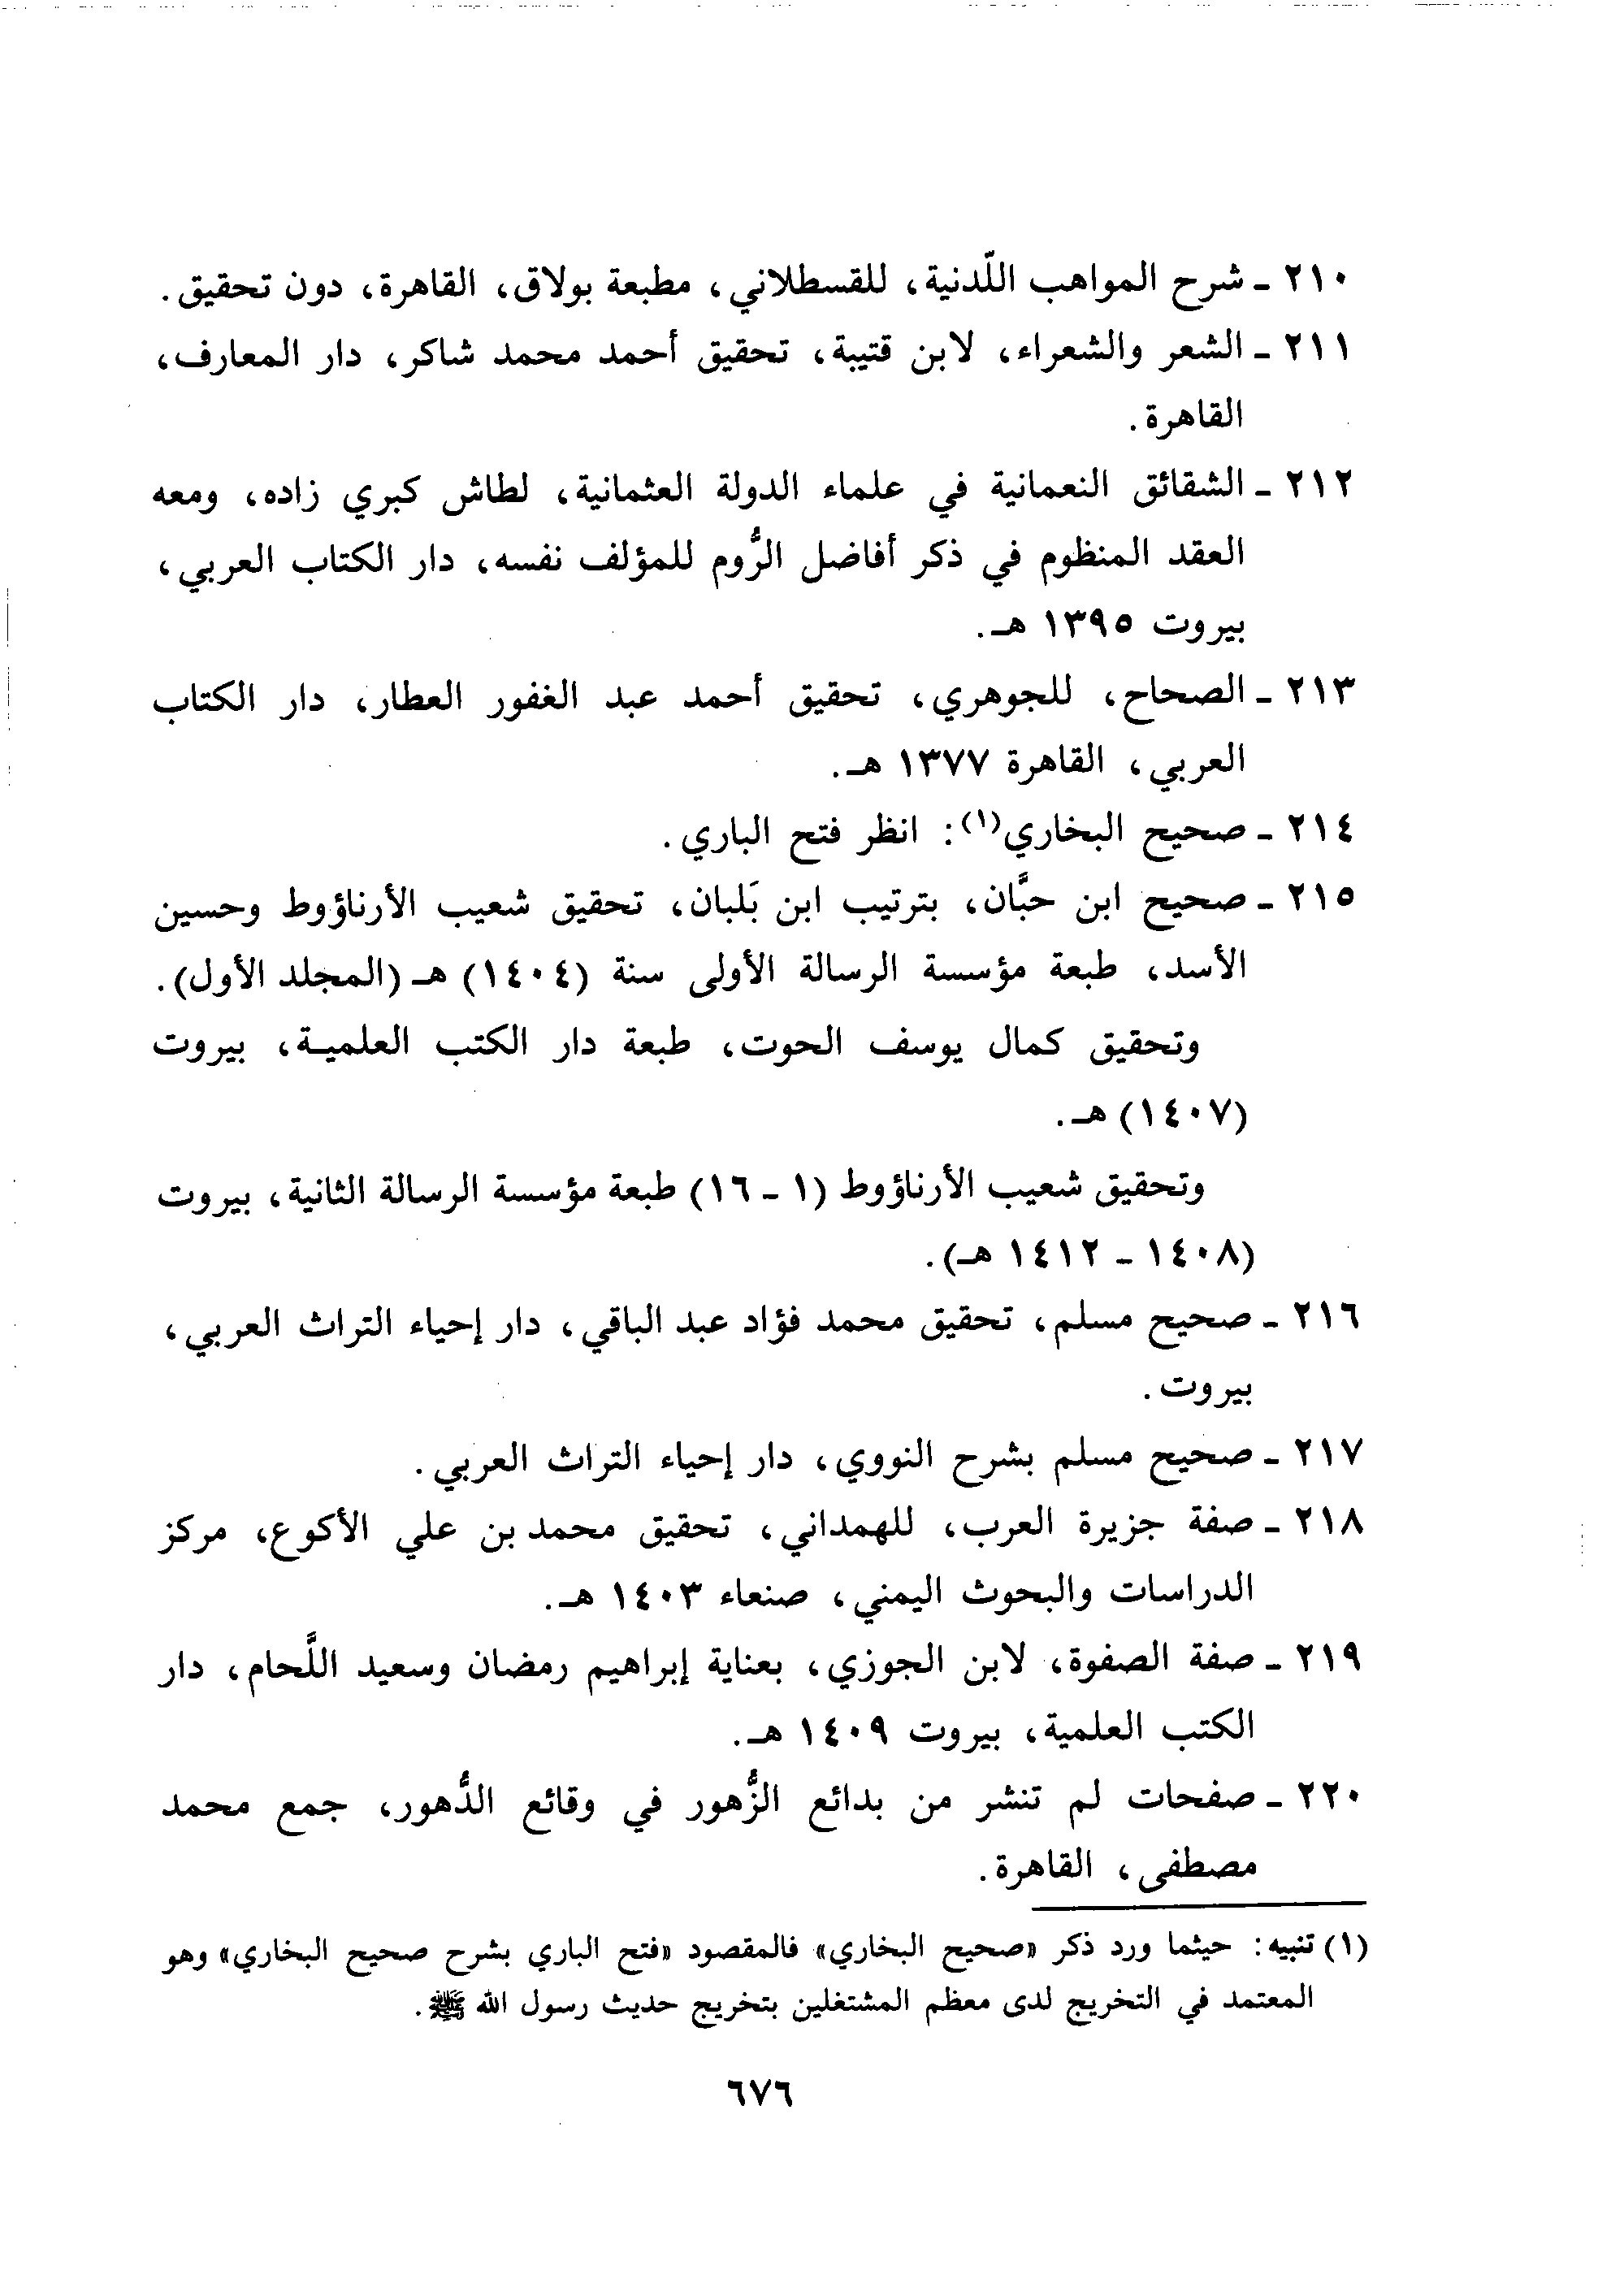 ٢١٠ ـ شرح المواهب اللّدنية، للقسطلاني، مطبعة بولاق، القاهرة، دون تحقيق.
٢١١ ـ الشعر والشعراء، لابن قتيبة، تحقيق أحمد محمد شاكر، دار المعارف،
القاهرة.
٢١٢ ـ الشقائق النعمانية في علماء الدولة العثمانية، لطاش كبري زاده، ومعه
العقد المنظوم في ذكر أفاضل الرُّوم للمؤلف نفسه، دار الكتاب العربي،
بيروت ١٣٩٥ هـ.
٢١٣ ـ الصحاح، للجوهري، تحقيق أحمد عبد الغفور العطار، دار الكتاب
العربي، القاهرة ١٣٧٧ هـ.
٢١٤ ـ صحيح البخاري(١): انظر فتح الباري.
٢١٥ ـ صحيح ابن حبَّان، بترتيب ابن بَلبان، تحقيق شعيب الأرناؤوط وحسين
الأسد، طبعة مؤسسة الرسالة الأولى سنة (١٤٠٤) هـ (المجلد الأول).
وتحقيق كمال يوسف الحوت، طبعة دار الكتب العلميـة، بيروت
(١٤٠٧) هـ.
وتحقيق شعيب الأرناؤوط (١ ـ ١٦) طبعة مؤسسة الرسالة الثانية، بيروت
(١٤٠٨ ـ ١٤١٢ هـ).
٢١٦ ـ صحيح مسلم، تحقيق محمد فؤاد عبد الباقي، دار إحياء التراث العربي،
بيروت.
٢١٧ ـ صحيح مسلم بشرح النووي، دار إحياء التراث العربي.
٢١٨ ـ صفة جزيرة العرب، للهمداني، تحقيق محمد بن علي الأكوع، مركز
الدراسات والبحوث اليمني، صنعاء ١٤٠٣ هـ.
٢١٩ ـ صفة الصفوة، لابن الجوزي، بعناية إبراهيم رمضان وسعيد اللَّحام، دار
الكتب العلمية، بيروت ١٤٠٩ هـ.
٢٢٠ ـ صفحات لم تنشر من بدائع الزُّهور في وقائع الدُّهور، جمع محمد
مصطفى، القاهرة.
(١) تنبيه: حيثما ورد ذكر «صحيح البخاري» فالمقصود «فتح الباري بشرح صحيح البخاري» وهو
المعتمد في التخريج لدى معظم المشتغلين بتخريج حديث رسول الله ﷺ.
٦٧٦